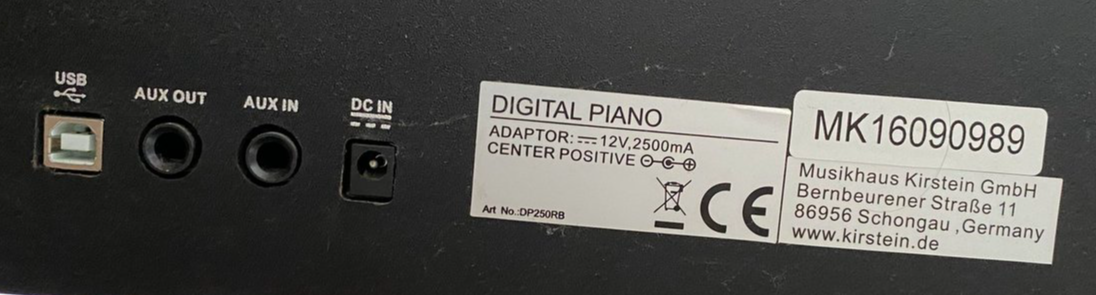 USB
AUX OUT
AUX IN
DC IN
DIGITAL PIANO
ADAPTOR: 12V,2500mA
CENTER POSITIVE
Art No.:DP250RB
CE
MK16090989
Musikhaus Kirstein GmbH
Bernbeurener Straße 11
86956 Schongau ,Germany
www.kirstein.de